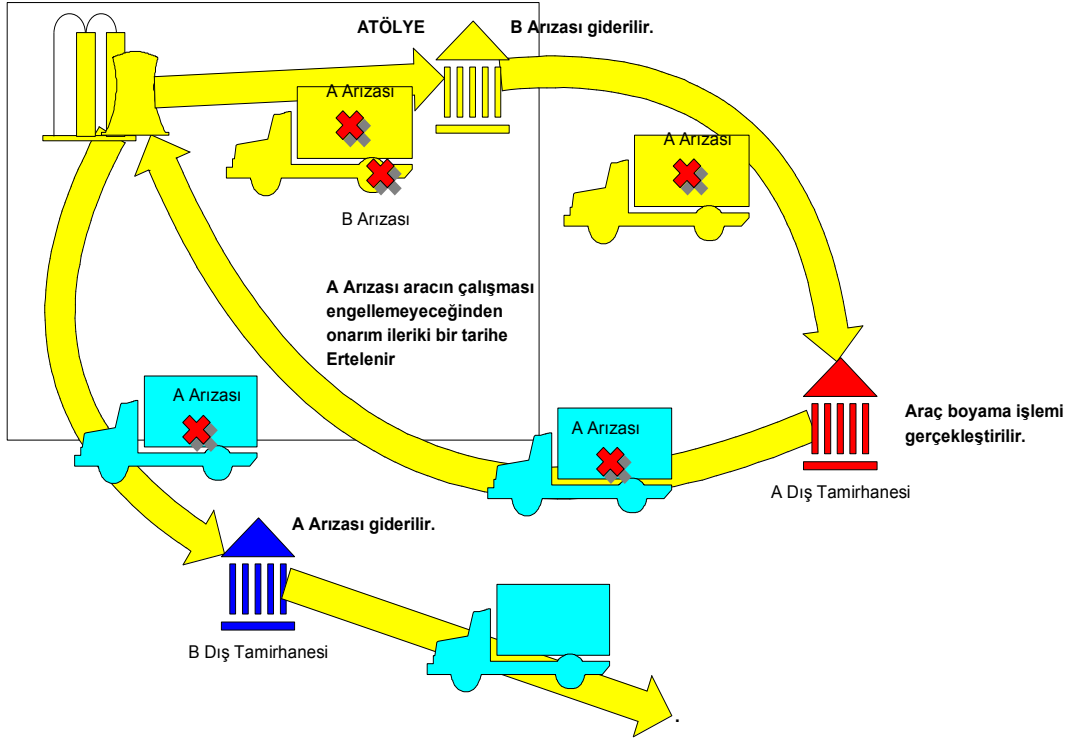 ATÖLYE
B Arızası giderilir.
A Arızası
A Arızası
B Arızası
A Arızası aracın çalışması
engellemeyeceğinden
onarım ileriki bir tarihe
Ertelenir
A Arızası
A Arızası
Araç boyama işlemi
gerçekleştirilir.
A Dış Tamirhanesi
A Arızası giderilir.
B Dış Tamirhanesi
.